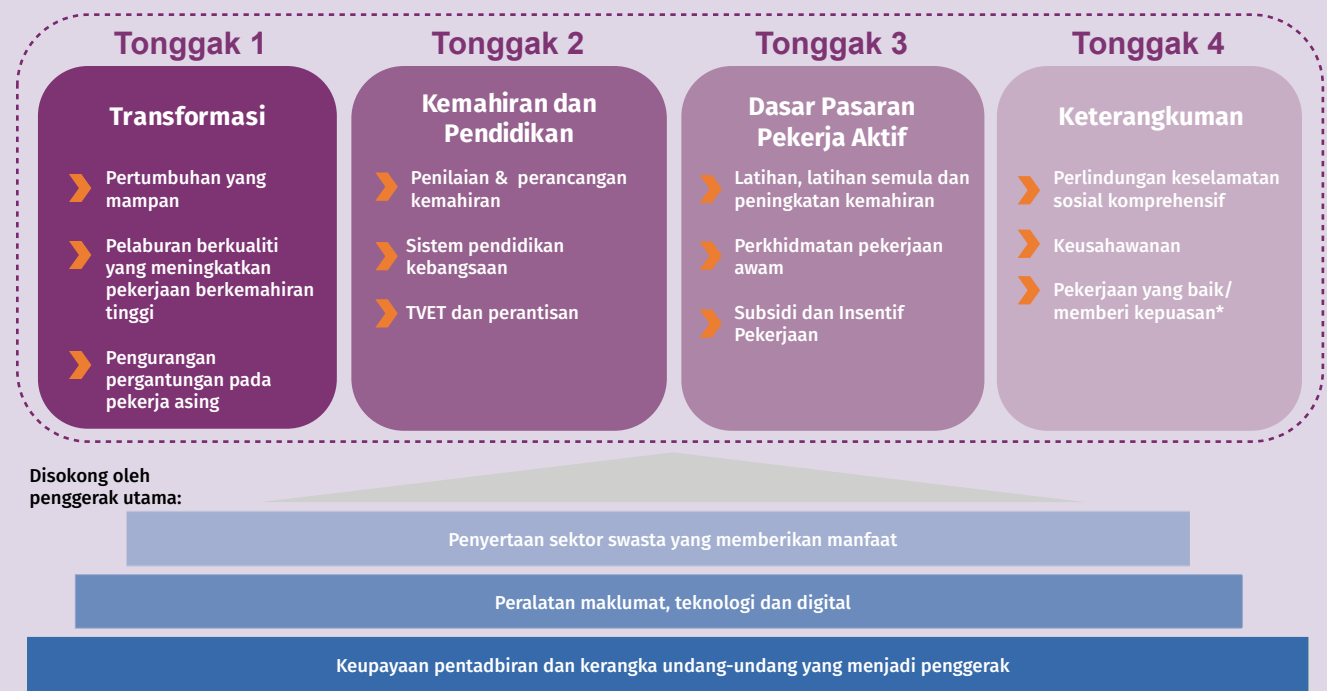 Tonggak 1
Transformasi
Pertumbuhan yang
mampan
Pelaburan berkualiti
yang meningkatkan
pekerjaan berkemahiran
tinggi
Pengurangan
pergantungan pada
pekerja asing
Tonggak 2
Kemahiran dan
Pendidikan
Penilaian & perancangan
kemahiran
Sistem pendidikan
kebangsaan
TVET dan perantisan
Tonggak 3
Dasar Pasaran
Pekerja Aktif
Latihan, latihan semula dan
peningkatan kemahiran
Perkhidmatan pekerjaan
awam
Subsidi dan Insentif
Pekerjaan
Tonggak 4
Keterangkuman
Perlindungan keselamatan
sosial komprehensif
Keusahawanan
Pekerjaan yang baik/
memberi kepuasan*
Disokong oleh
penggerak utama:
Penyertaan sektor swasta yang memberikan manfaat
Peralatan maklumat, teknologi dan digital
Keupayaan pentadbiran dan kerangka undang-undang yang menjadi penggerak